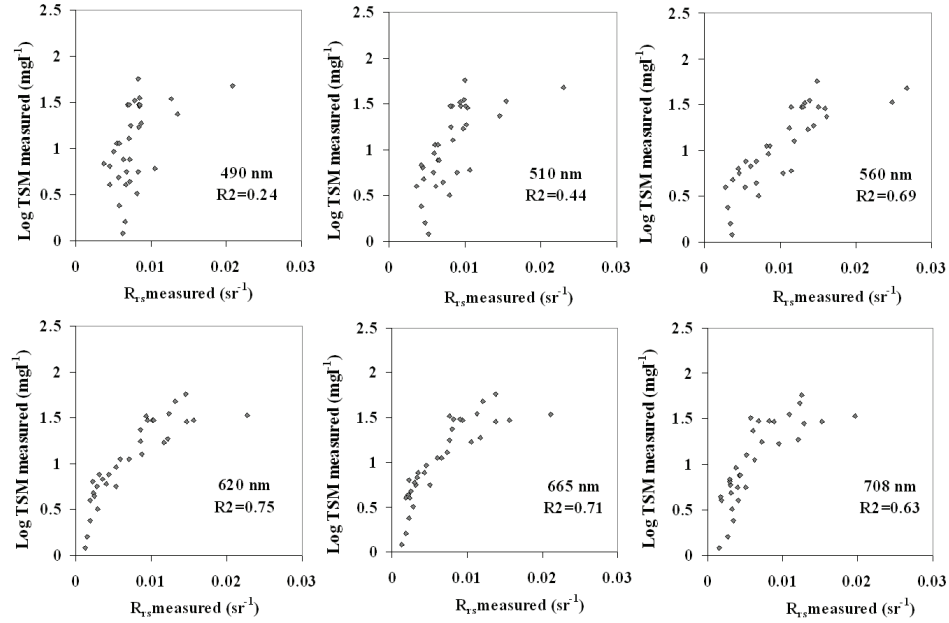 2.5
2
1.5
1
0.5
0
0
0.01
0.02
0.03
Log TSM measured (mgl-1)
490 nm
R2=0.24
Rrs measured (sr-1)
2.5
2
1.5
1
0.5
0
0
0.01
0.02
0.03
Log TSM measured (mgl-1)
510 nm
R2=0.44
Rrs measured (sr-1)
2.5
2
1.5
1
0.5
0
0
0.01
0.02
0.03
Log TSM measured (mgl-1)
560 nm
R2=0.69
Rrs measured (sr-1)
2.5
2
1.5
1
0.5
0
0
0.01
0.02
0.03
Log TSM measured (mgl-1)
620 nm
R2=0.75
Rrs measured (sr-1)
2.5
2
1.5
1
0.5
0
0
0.01
0.02
0.03
Log TSM measured (mgl-1)
665 nm
R2=0.71
Rrs measured (sr-1)
2.5
2
1.5
1
0.5
0
0
0.01
0.02
0.03
Log TSM measured (mgl-1)
708 nm
R2=0.63
Rrs measured (sr-1)